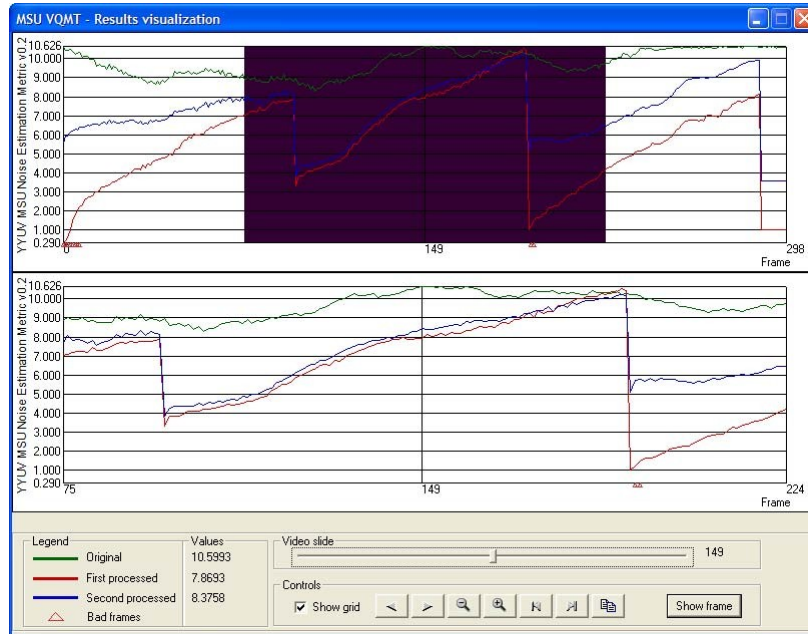 MSU VQMT - Results visualization
YYUV MSU Noise Estimation Metric v0.2
10.626
10.000
9.000
8.000
7.000
6.000
5.000
4.000
3.000
2.000
1.000
0.290
0
149
298
Frame
YYUV MSU Noise Estimation Metric v0.2
10.626
10.000
9.000
8.000
7.000
6.000
5.000
4.000
3.000
2.000
1.000
0.290
75
149
224
Frame
Legend
Values
Original
10.5993
First processed
7.8693
Second processed
8.3758
Bad frames
Video slide
149
Controls
Show grid
Show frame